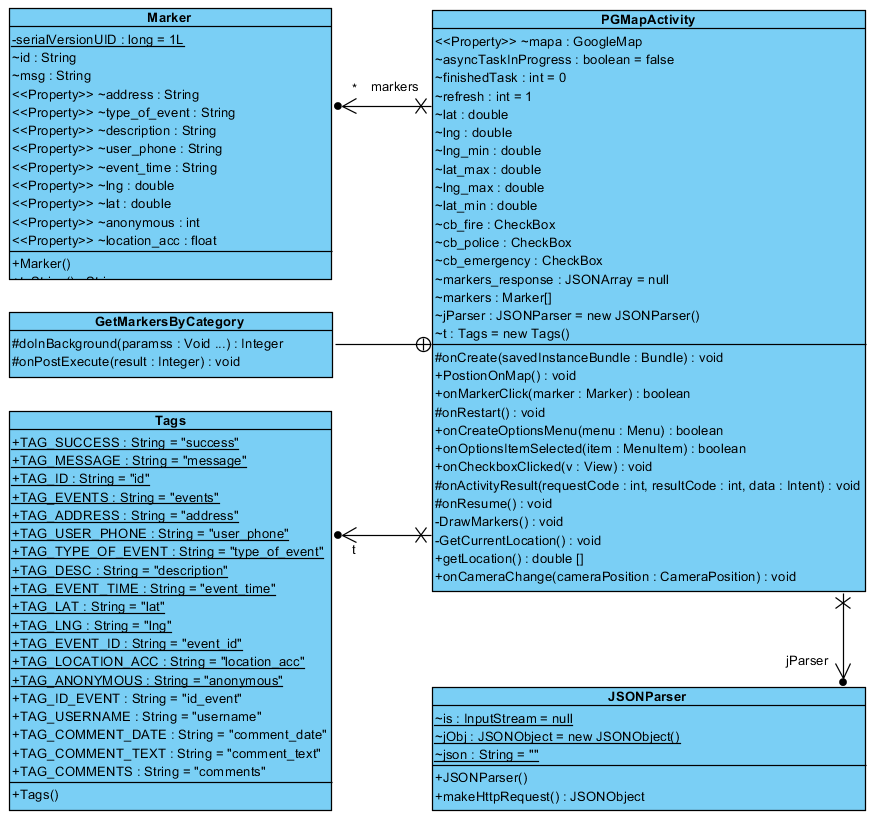 Marker
-serialVersionUID : long = 1L
~id : String
~msg : String
<<Property>> ~address : String
<<Property>> ~type_of_event : String
<<Property>> ~description : String
<<Property>> ~user_phone : String
<<Property>> ~event_time : String
<<Property>> ~lng : double
<<Property>> ~lat : double
<<Property>> ~anonymous : int
<<Property>> ~location_acc : float
+Marker()
* markers
PGMapActivity
<<Property>> ~mapa : GoogleMap
~asyncTaskInProgress : boolean = false
~finishedTask : int = 0
~refresh : int = 1
~lat : double
~lng : double
~lng_min : double
~lat_max : double
~lng_max : double
~lat_min : double
~cb_fire : CheckBox
~cb_police : CheckBox
~cb_emergency : CheckBox
~markers_response : JSONArray = null
~markers : Marker[]
~jParser : JSONParser = new JSONParser()
~t : Tags = new Tags()
#onCreate(savedInstanceBundle : Bundle) : void
+PostionOnMap() : void
+onMarkerClick(marker : Marker) : boolean
#onRestart() : void
+onCreateOptionsMenu(menu : Menu) : boolean
+onOptionsItemSelected(item : MenuItem) : boolean
+onCheckboxClicked(v : View) : void
#onActivityResult(requestCode : int, resultCode : int, data : Intent) : void
#onResume() : void
-DrawMarkers() : void
-GetCurrentLocation() : void
+getLocation() : double []
+onCameraChange(cameraPosition : CameraPosition) : void
GetMarkersByCategory
#doInBackground(paramss : Void ...) : Integer
#onPostExecute(result : Integer) : void
Tags
+TAG_SUCCESS : String = "success"
+TAG_MESSAGE : String = "message"
+TAG_ID : String = "id"
+TAG_EVENTS : String = "events"
+TAG_ADDRESS : String = "address"
+TAG_USER_PHONE : String = "user_phone"
+TAG_TYPE_OF_EVENT : String = "type_of_event"
+TAG_DESC : String = "description"
+TAG_EVENT_TIME : String = "event_time"
+TAG_LAT : String = "lat"
+TAG_LNG : String = "lng"
+TAG_EVENT_ID : String = "event_id"
+TAG_LOCATION_ACC : String = "location_acc"
+TAG_ANONYMOUS : String = "anonymous"
+TAG_ID_EVENT : String = "id_event"
+TAG_USERNAME : String = "username"
+TAG_COMMENT_DATE : String = "comment_date"
+TAG_COMMENT_TEXT : String = "comment_text"
+TAG_COMMENTS : String = "comments"
+Tags()
t
jParser
JSONParser
~is : InputStream = null
~jObj : JSONObject = new JSONObject()
~json : String = ""
+JSONParser()
+makeHttpRequest() : JSONObject